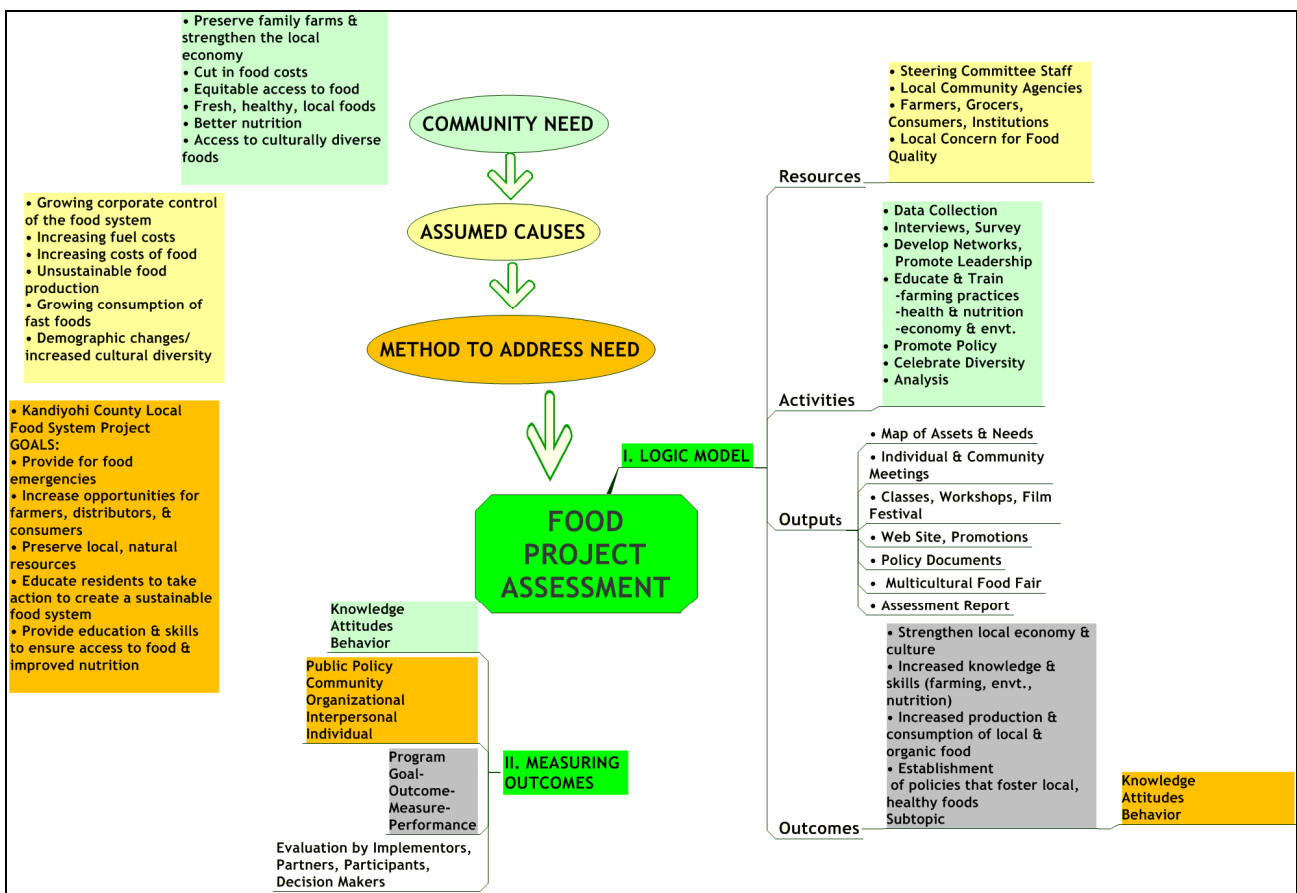 • Preserve family farms &
strengthen the local
economy
• Cut in food costs
• Equitable access to food
• Fresh, healthy, local foods
• Better nutrition
• Access to culturally diverse
foods
COMMUNITY NEED
• Growing corporate control
of the food system
• Increasing fuel costs
• Increasing costs of food
• Unsustainable food
production
• Growing consumption of
fast foods
• Demographic changes/
increased cultural diversity
ASSUMED CAUSES
METHOD TO ADDRESS NEED
• Kandiyohi County Local
Food System Project
GOALS:
• Provide for food
emergencies
• Increase opportunities for
farmers, distributors, &
consumers
• Preserve local, natural
resources
• Educate residents to take
action to create a sustainable
food system
• Provide education & skills
to ensure access to food &
improved nutrition
FOOD
PROJECT
ASSESSMENT
I. LOGIC MODEL
Resources
• Steering Committee Staff
• Local Community Agencies
• Farmers, Grocers,
Consumers, Institutions
• Local Concern for Food
Quality
Activities
• Data Collection
• Interviews, Survey
• Develop Networks,
Promote Leadership
• Educate & Train
-farming practices
-health & nutrition
-economy & envt.
• Promote Policy
• Celebrate Diversity
• Analysis
Outputs
• Map of Assets & Needs
• Individual & Community
Meetings
• Classes, Workshops, Film
Festival
• Web Site, Promotions
• Policy Documents
• Multicultural Food Fair
• Assessment Report
Outcomes
• Strengthen local economy &
culture
• Increased knowledge &
skills (farming, envt.,
nutrition)
• Increased production &
consumption of local &
organic food
• Establishment
of policies that foster local,
healthy foods
Subtopic
Knowledge
Attitudes
Behavior
II. MEASURING
OUTCOMES
Knowledge
Attitudes
Behavior
Public Policy
Community
Organizational
Interpersonal
Individual
Program
Goal-
Outcome-
Measure-
Performance
Evaluation by Implementors,
Partners, Participants,
Decision Makers